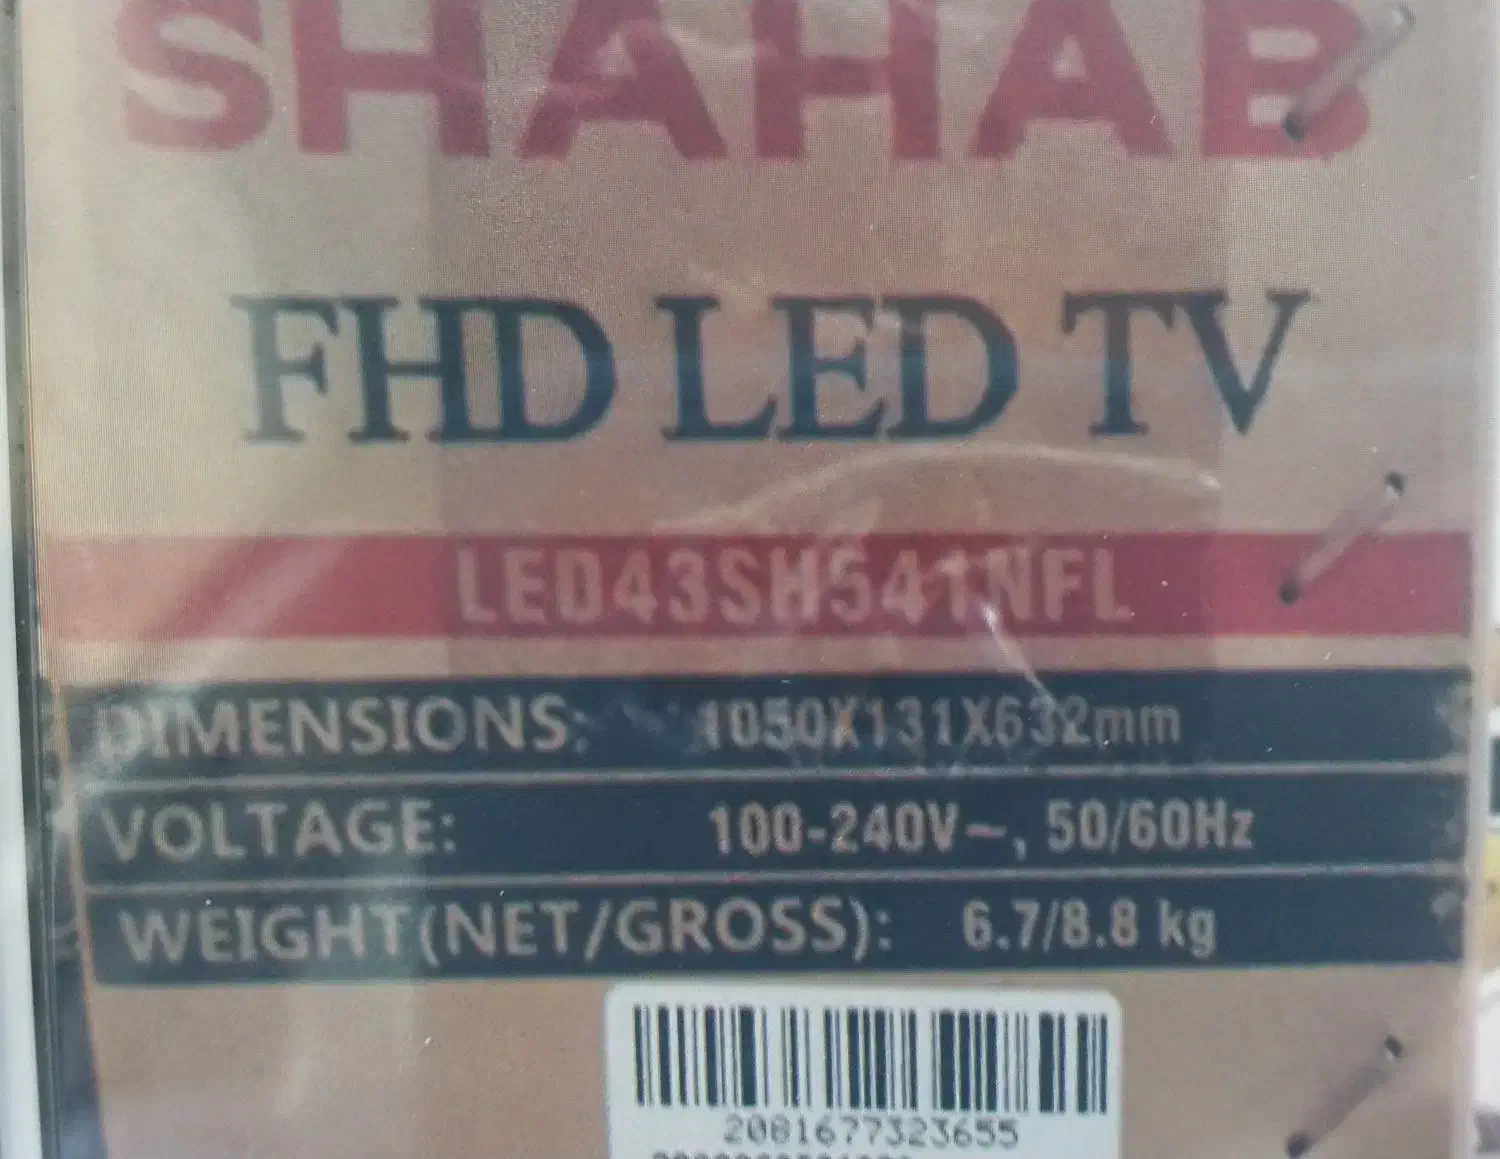 SHAHAB
FHD LED TV
LED43SH541NFL
DIMENSIONS: 1050X131X632mm
VOLTAGE: 100-240V~, 50/60Hz
WEIGHT(NET/GROSS): 6.7/8.8 kg
2081677323655